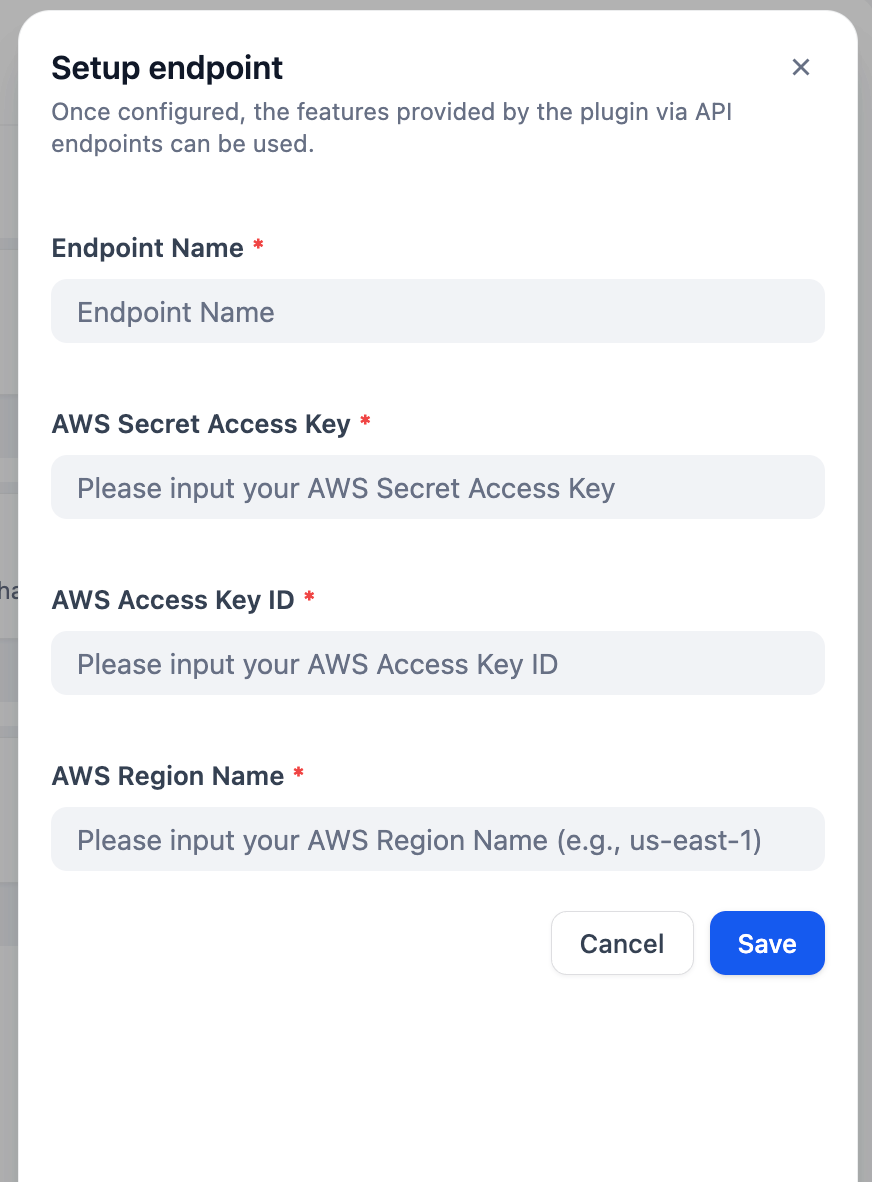 Setup endpoint
Once configured, the features provided by the plugin via API
endpoints can be used.
Endpoint Name *
Endpoint Name
AWS Secret Access Key *
Please input your AWS Secret Access Key
AWS Access Key ID *
Please input your AWS Access Key ID
AWS Region Name *
Please input your AWS Region Name (e.g., us-east-1)
Cancel Save